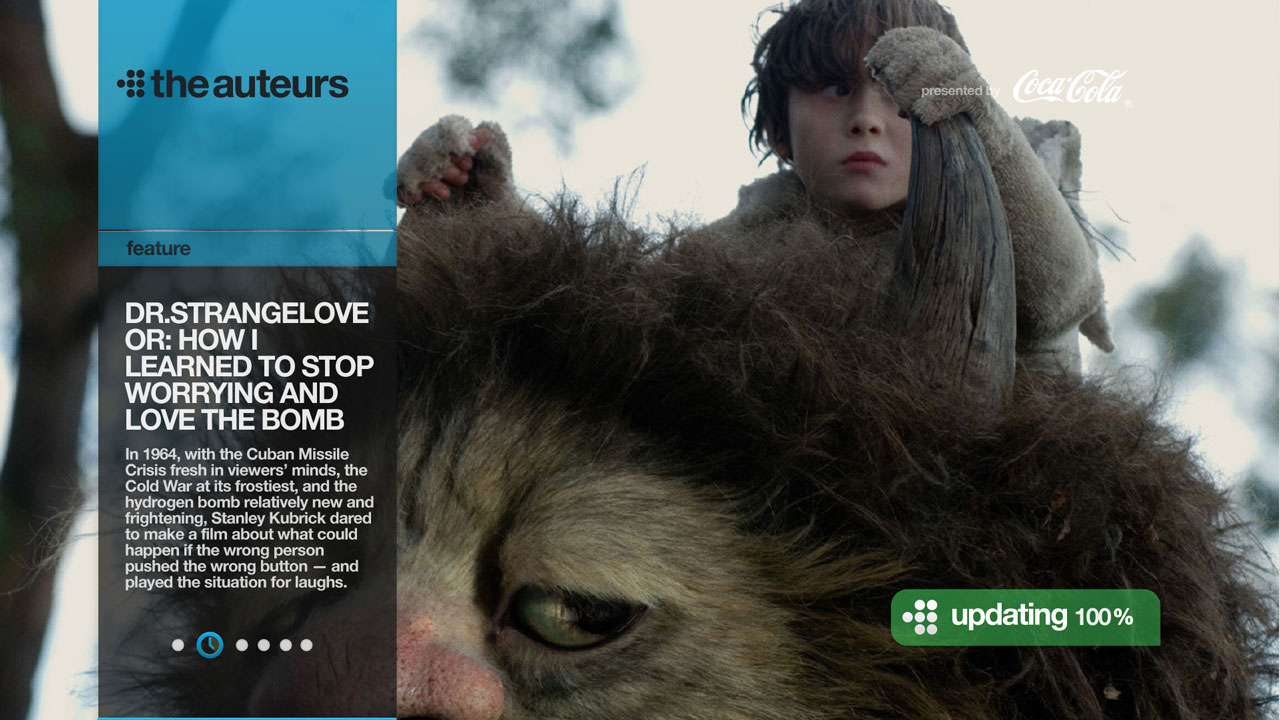 the auteurs
presented by Coca-Cola®
feature
DR.STRANGELOVE
OR: HOW I
LEARNED TO STOP
WORRYING AND
LOVE THE BOMB
In 1964, with the Cuban Missile
Crisis fresh in viewers’ minds, the
Cold War at its frostiest, and the
hydrogen bomb relatively new and
frightening, Stanley Kubrick dared
to make a film about what could
happen if the wrong person
pushed the wrong button — and
played the situation for laughs.
updating 100%